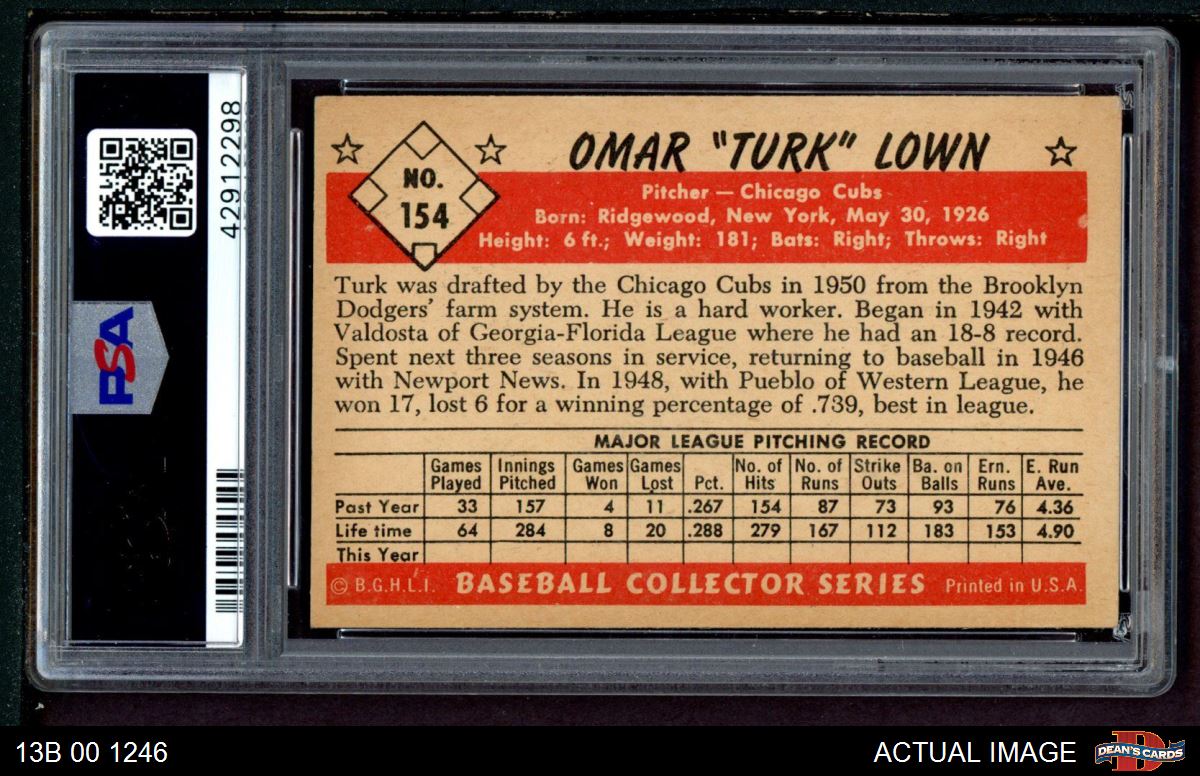 42912298
PSA
OMAR "TURK" LOWN
NO.
154
Pitcher — Chicago Cubs
Born: Ridgewood, New York, May 30, 1926
Height: 6 ft.; Weight: 181; Bats: Right; Throws: Right
Turk was drafted by the Chicago Cubs in 1950 from the Brooklyn
Dodgers' farm system. He is a hard worker. Began in 1942 with
Valdosta of Georgia-Florida League where he had an 18-8 record.
Spent next three seasons in service, returning to baseball in 1946
with Newport News. In 1948, with Pueblo of Western League, he
won 17, lost 6 for a winning percentage of .739, best in league.
MAJOR LEAGUE PITCHING RECORD
Games Played Innings Pitched Games Won Games Lost Pct. No. of Hits No. of Runs Strike Outs Ba. on Balls Ern. Runs E. Run Ave.
Past Year 33 157 4 11 .267 154 87 73 93 76 4.36
Life time 64 284 8 20 .288 279 167 112 183 153 4.90
This Year
© B.G.H.L.I. BASEBALL COLLECTOR SERIES Printed in U.S.A.
13B 00 1246 ACTUAL IMAGE DEAN'S CARDS